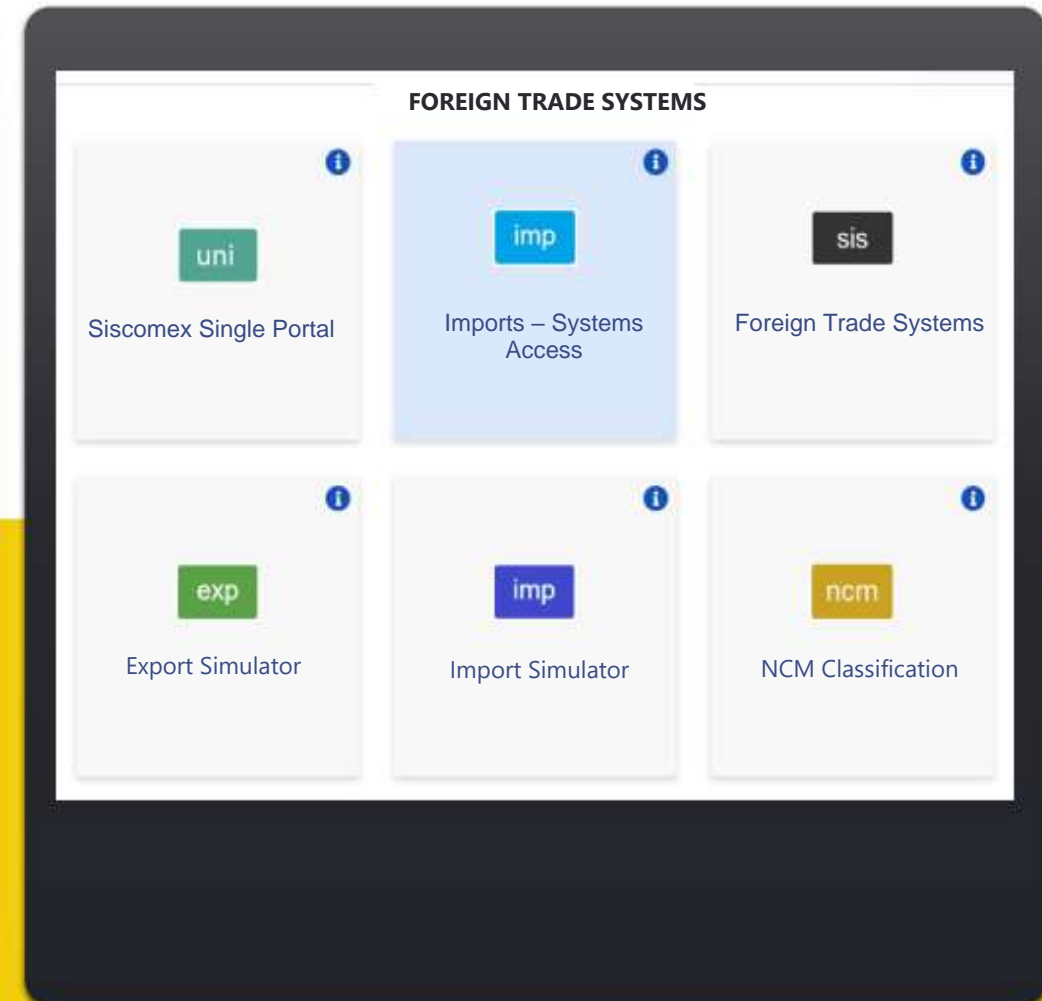 FOREIGN TRADE SYSTEMS
uni
Siscomex Single Portal
imp
Imports – Systems
Access
sis
Foreign Trade Systems
exp
Export Simulator
imp
Import Simulator
ncm
NCM Classification